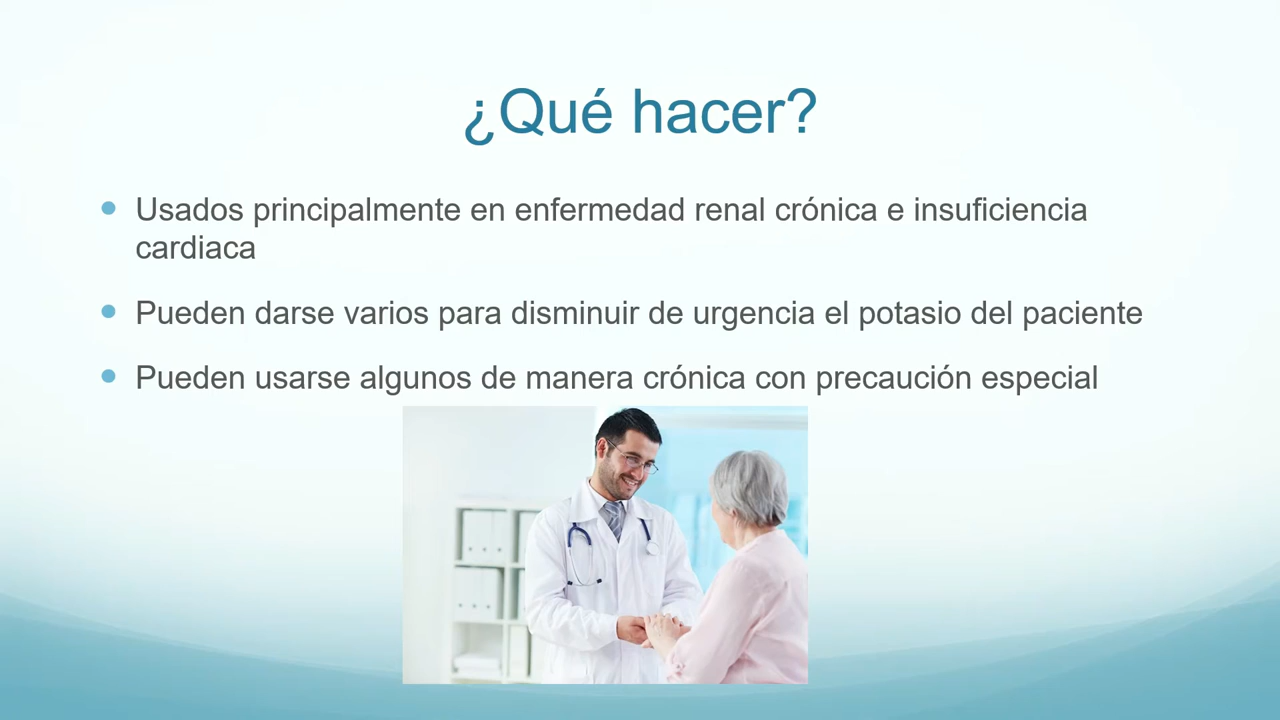 ¿Qué hacer?
Usados principalmente en enfermedad renal crónica e insuficiencia
cardiaca
Pueden darse varios para disminuir de urgencia el potasio del paciente
Pueden usarse algunos de manera crónica con precaución especial